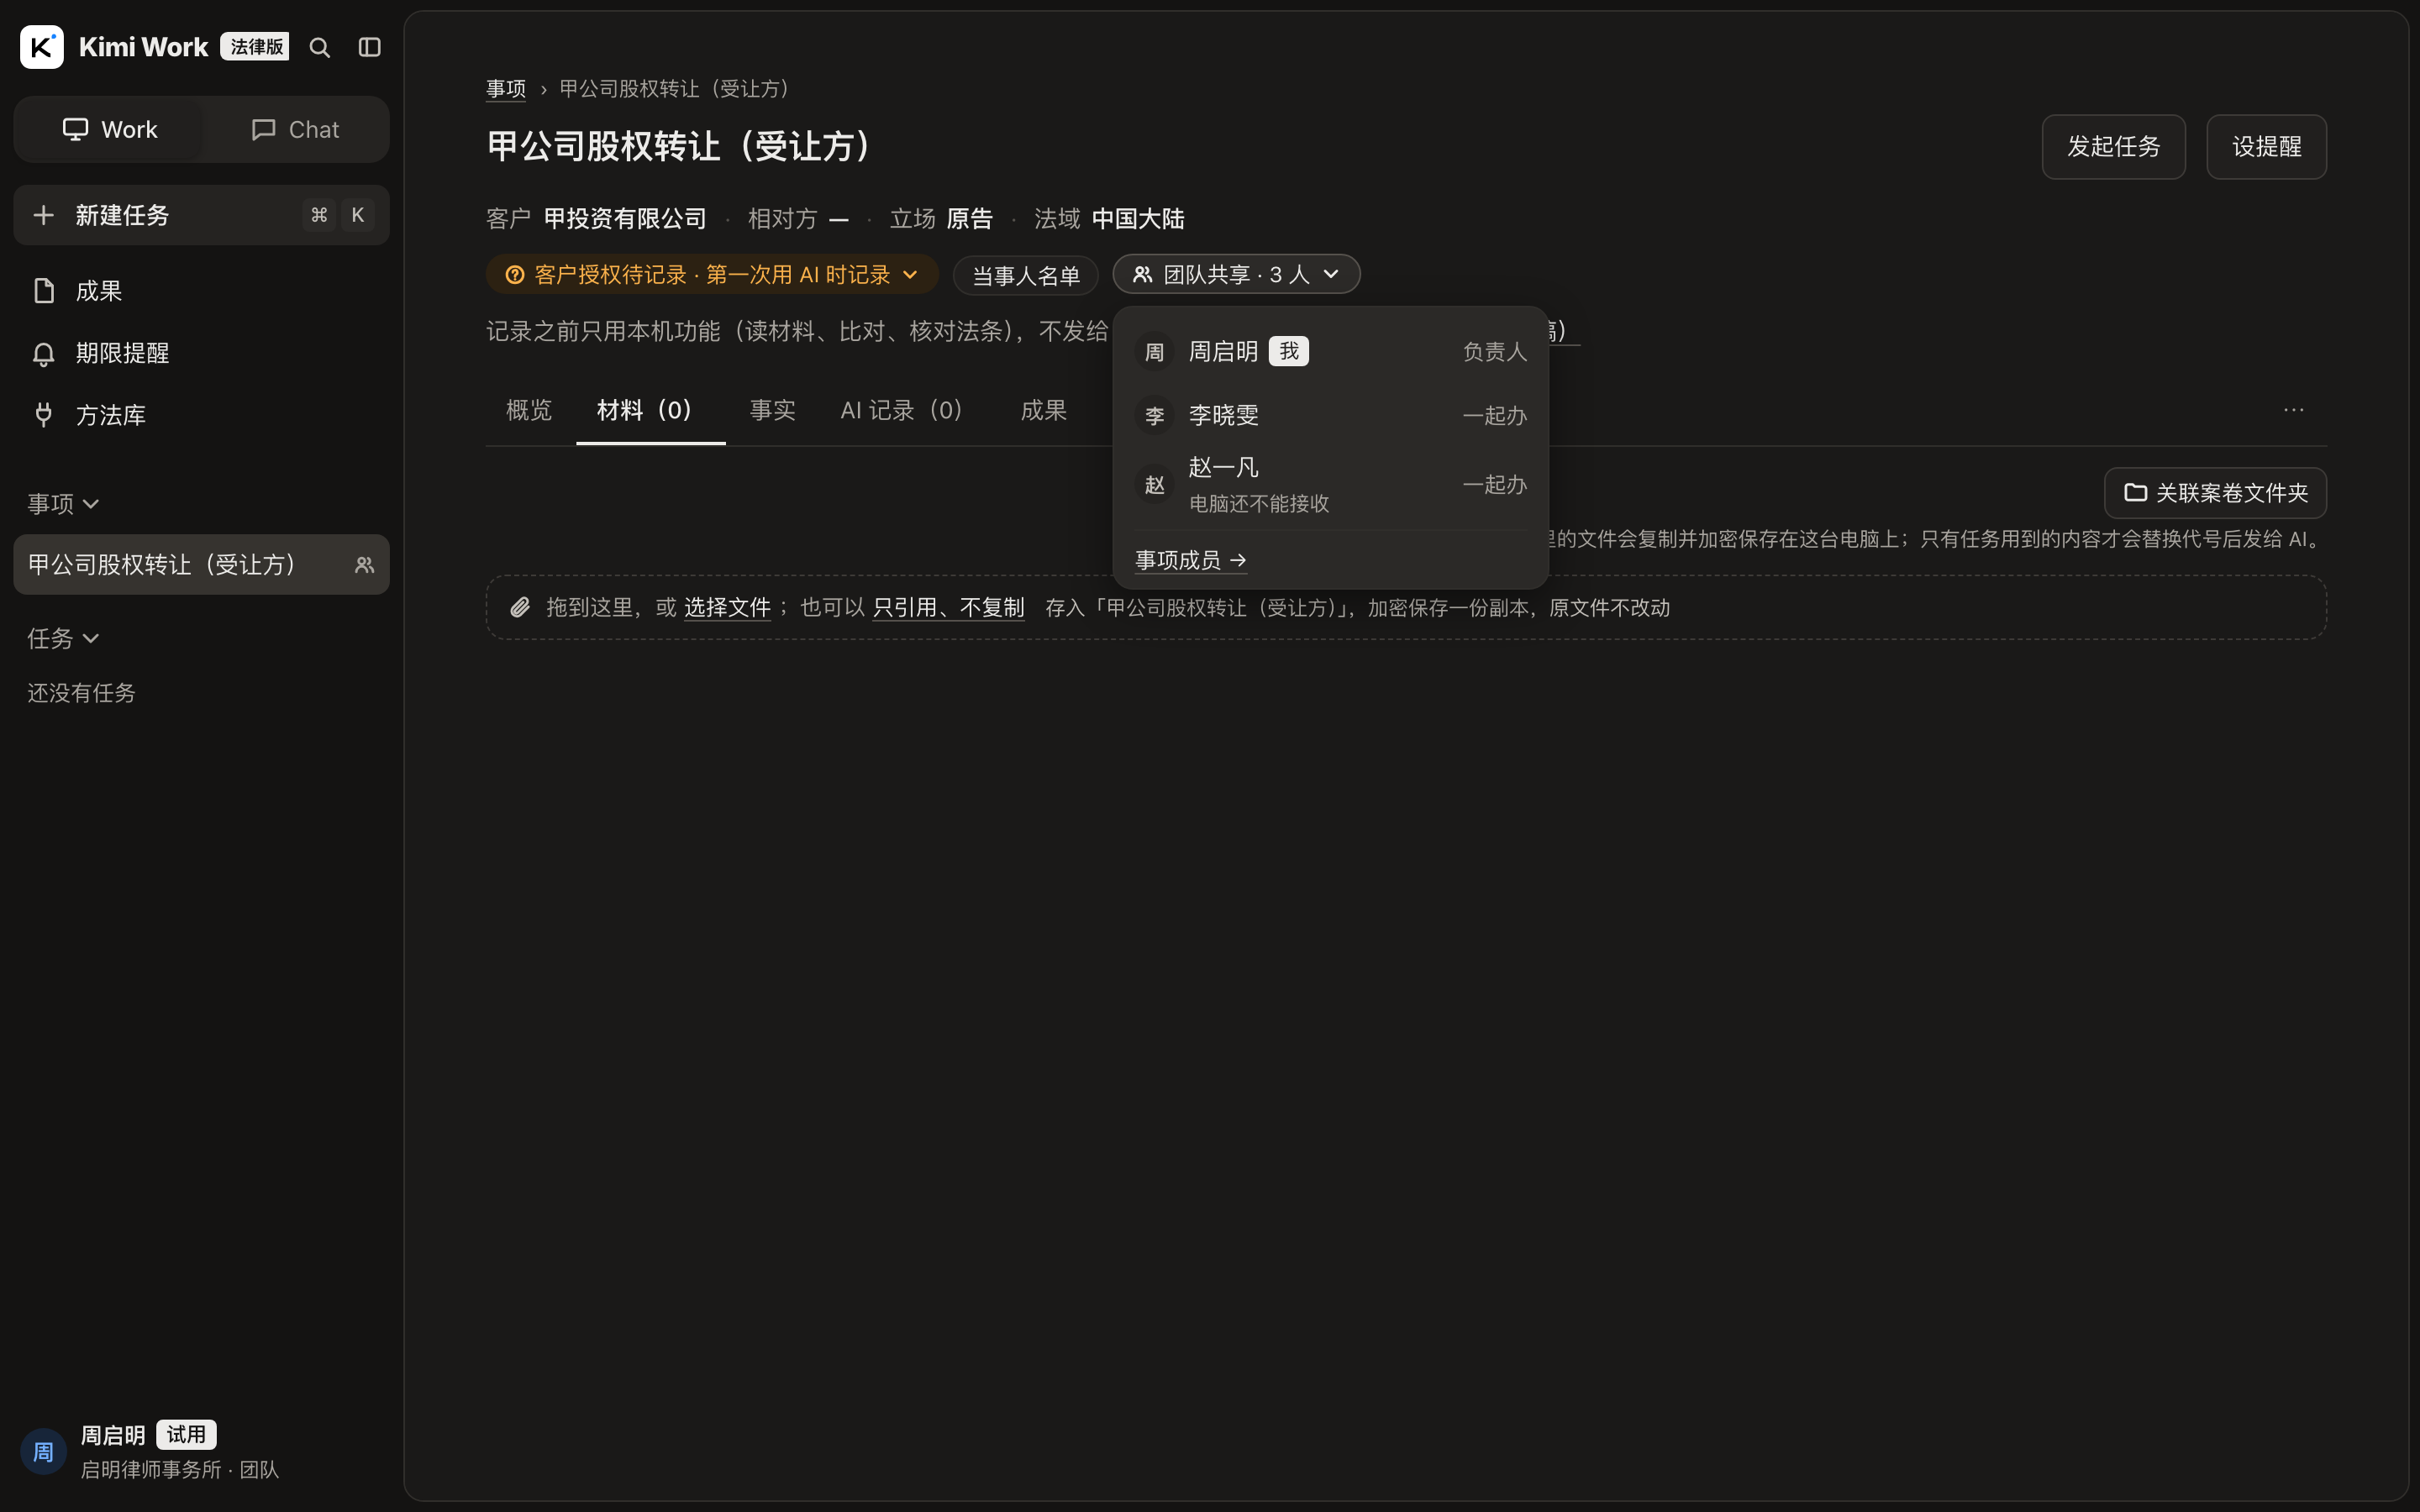 Kimi Work 法律版
Work Chat
新建任务 ⌘ K
成果
期限提醒
方法库
事项
甲公司股权转让（受让方）
任务
还没有任务
周 周启明 试用
启明律师事务所 · 团队
事项 › 甲公司股权转让（受让方）
甲公司股权转让（受让方）
发起任务 设提醒
客户 甲投资有限公司 · 相对方 — · 立场 原告 · 法域 中国大陆
客户授权待记录 · 第一次用 AI 时记录 当事人名单 团队共享 · 3 人
记录之前只用本机功能（读材料、比对、核对法条），不发给
周 周启明 我 负责人
李 李晓雯 一起办
赵 赵一凡 一起办
电脑还不能接收
事项成员 →
概览 材料（0） 事实 AI 记录（0） 成果 ···
关联案卷文件夹
的文件会复制并加密保存在这台电脑上；只有任务用到的内容才会替换代号后发给 AI。
拖到这里，或 选择文件 ；也可以 只引用、不复制 存入「甲公司股权转让（受让方）」，加密保存一份副本，原文件不改动